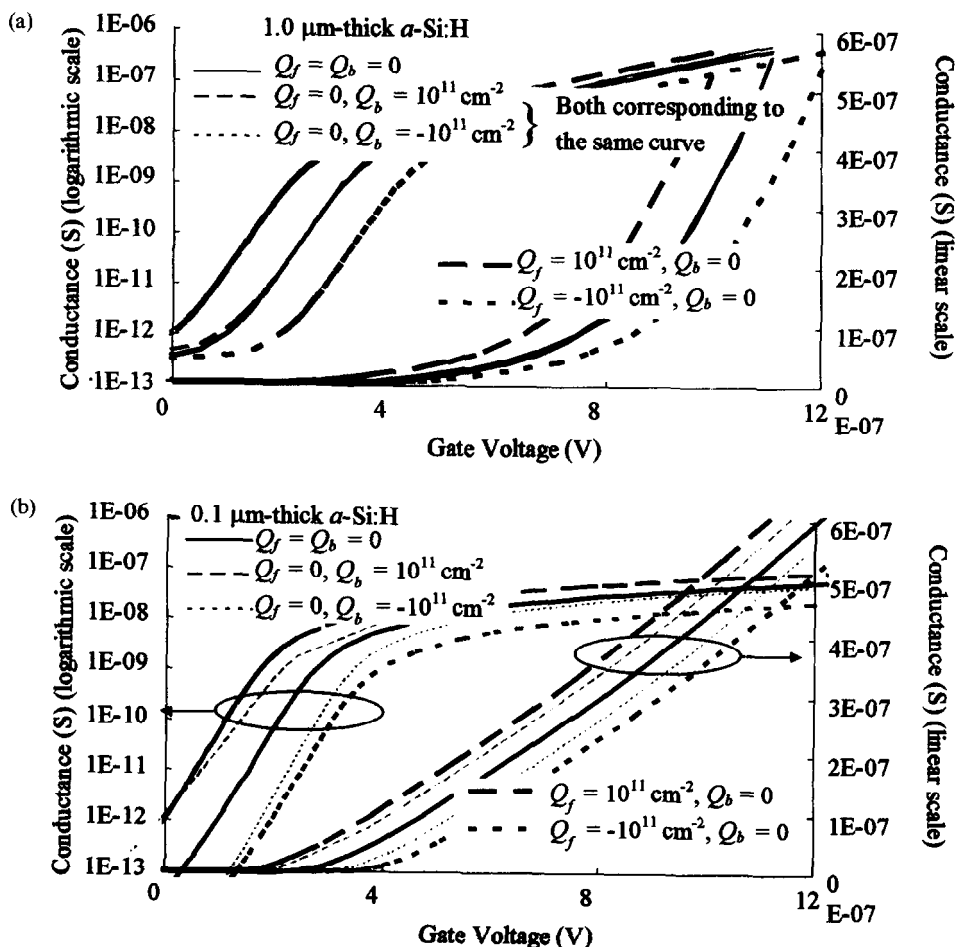 (a)
1.0 μm-thick a-Si:H
Q_f = Q_b = 0
Q_f = 0, Q_b = 10^11 cm^-2
Q_f = 0, Q_b = -10^11 cm^-2
Both corresponding to
the same curve
Q_f = 10^11 cm^-2, Q_b = 0
Q_f = -10^11 cm^-2, Q_b = 0
Conductance (S) (logarithmic scale)
1E-06
1E-07
1E-08
1E-09
1E-10
1E-11
1E-12
1E-13
6E-07
5E-07
4E-07
3E-07
2E-07
1E-07
0
E-07
Conductance (S) (linear scale)
0
4
8
12
Gate Voltage (V)
(b)
0.1 μm-thick a-Si:H
Q_f = Q_b = 0
Q_f = 0, Q_b = 10^11 cm^-2
Q_f = 0, Q_b = -10^11 cm^-2
Q_f = 10^11 cm^-2, Q_b = 0
Q_f = -10^11 cm^-2, Q_b = 0
Conductance (S) (logarithmic scale)
1E-06
1E-07
1E-08
1E-09
1E-10
1E-11
1E-12
1E-13
6E-07
5E-07
4E-07
3E-07
2E-07
1E-07
0
E-07
Conductance (S) (linear scale)
0
4
8
12
Gate Voltage (V)